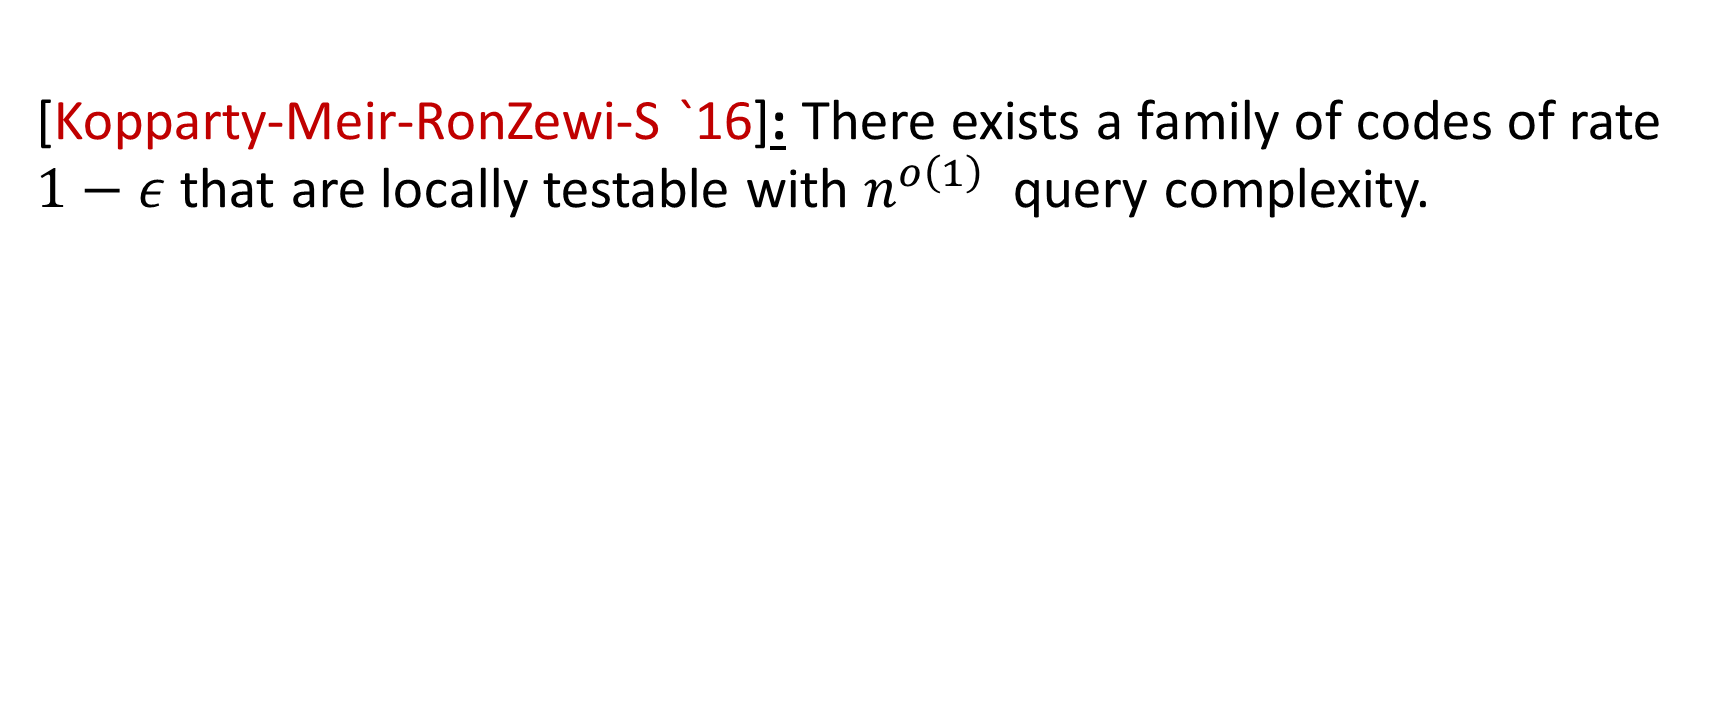 [Kopparty-Meir-RonZewi-S `16]: There exists a family of codes of rate
1 − ϵ that are locally testable with n^{o(1)} query complexity.